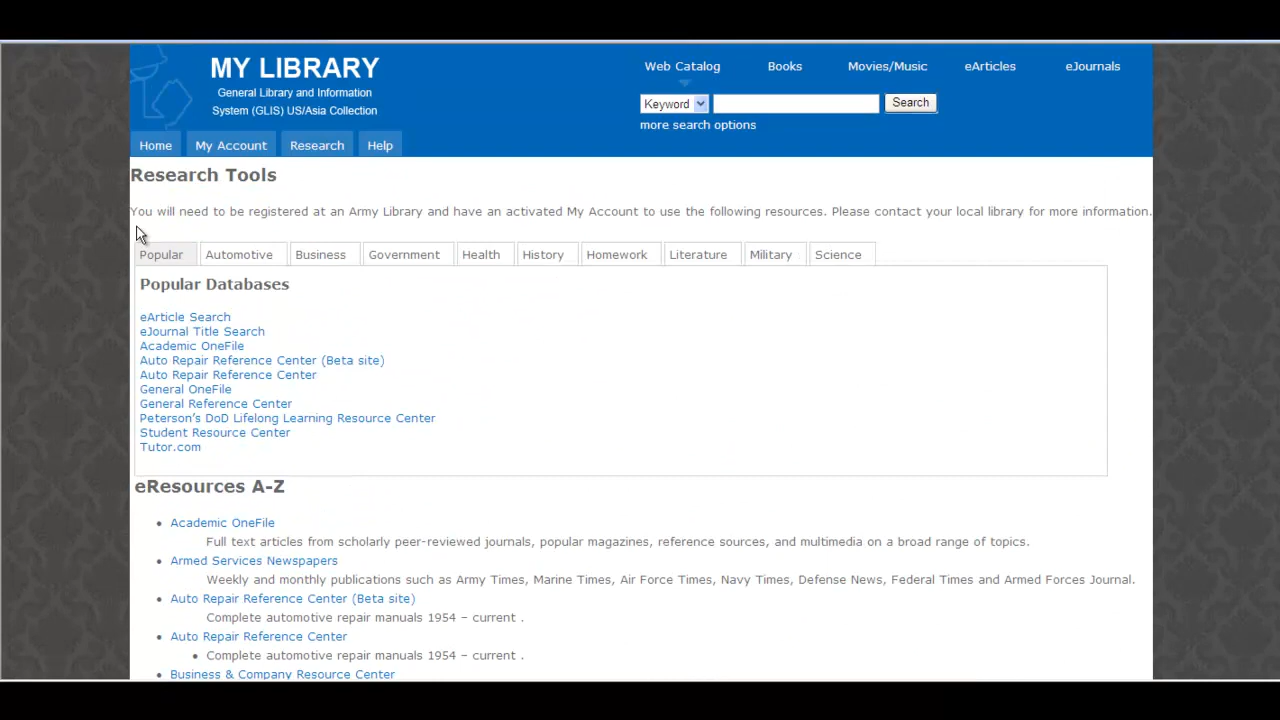 MY LIBRARY
General Library and Information
System (GLIS) US/Asia Collection
Web Catalog Books Movies/Music eArticles eJournals
Keyword Search
more search options
Home My Account Research Help
Research Tools
You will need to be registered at an Army Library and have an activated My Account to use the following resources. Please contact your local library for more information.
Popular Automotive Business Government Health History Homework Literature Military Science
Popular Databases
eArticle Search
eJournal Title Search
Academic OneFile
Auto Repair Reference Center (Beta site)
Auto Repair Reference Center
General OneFile
General Reference Center
Peterson's DoD Lifelong Learning Resource Center
Student Resource Center
Tutor.com
eResources A-Z
• Academic OneFile
Full text articles from scholarly peer-reviewed journals, popular magazines, reference sources, and multimedia on a broad range of topics.
• Armed Services Newspapers
Weekly and monthly publications such as Army Times, Marine Times, Air Force Times, Navy Times, Defense News, Federal Times and Armed Forces Journal.
• Auto Repair Reference Center (Beta site)
Complete automotive repair manuals 1954 – current .
• Auto Repair Reference Center
• Complete automotive repair manuals 1954 – current .
• Business & Company Resource Center